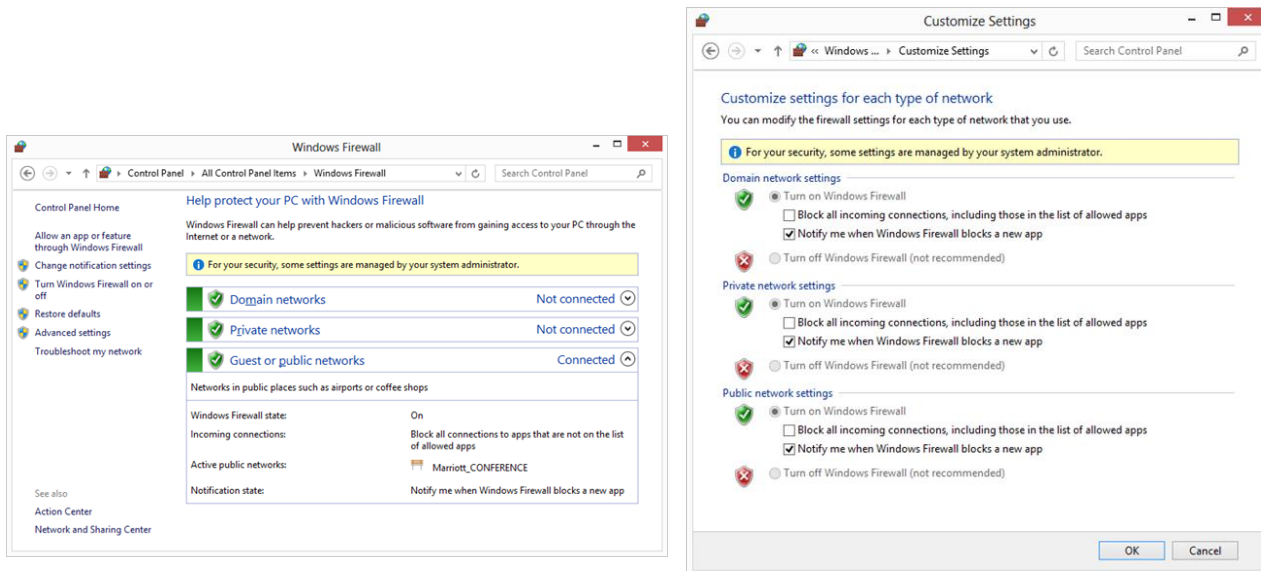 Windows Firewall
Control Panel
All Control Panel Items
Windows Firewall
Search Control Panel
Control Panel Home
Allow an app or feature
through Windows Firewall
Change notification settings
Turn Windows Firewall on or
off
Restore defaults
Advanced settings
Troubleshoot my network
See also
Action Center
Network and Sharing Center
Help protect your PC with Windows Firewall
Windows Firewall can help prevent hackers or malicious software from gaining access to your PC through the
Internet or a network.
For your security, some settings are managed by your system administrator.
Domain networks Not connected
Private networks Not connected
Guest or public networks Connected
Networks in public places such as airports or coffee shops
Windows Firewall state: On
Incoming connections: Block all connections to apps that are not on the list
of allowed apps
Active public networks: Marriott_CONFERENCE
Notification state: Notify me when Windows Firewall blocks a new app
Customize Settings
« Windows ... Customize Settings
Search Control Panel
Customize settings for each type of network
You can modify the firewall settings for each type of network that you use.
For your security, some settings are managed by your system administrator.
Domain network settings
Turn on Windows Firewall
Block all incoming connections, including those in the list of allowed apps
Notify me when Windows Firewall blocks a new app
Turn off Windows Firewall (not recommended)
Private network settings
Turn on Windows Firewall
Block all incoming connections, including those in the list of allowed apps
Notify me when Windows Firewall blocks a new app
Turn off Windows Firewall (not recommended)
Public network settings
Turn on Windows Firewall
Block all incoming connections, including those in the list of allowed apps
Notify me when Windows Firewall blocks a new app
Turn off Windows Firewall (not recommended)
OK
Cancel